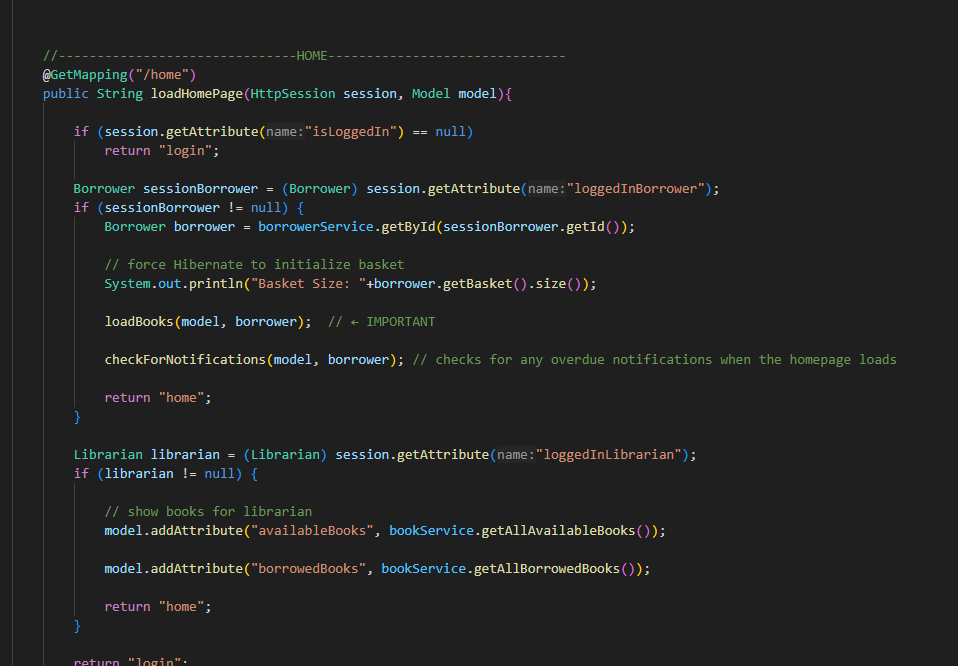 //-------------------------------HOME-------------------------------
@GetMapping("/home")
public String loadHomePage(HttpSession session, Model model){
if (session.getAttribute(name:"isLoggedIn") == null)
return "login";
Borrower sessionBorrower = (Borrower) session.getAttribute(name:"loggedInBorrower");
if (sessionBorrower != null) {
Borrower borrower = borrowerService.getById(sessionBorrower.getId());
// force Hibernate to initialize basket
System.out.println("Basket Size: "+borrower.getBasket().size());
loadBooks(model, borrower);  // ← IMPORTANT
checkForNotifications(model, borrower); // checks for any overdue notifications when the homepage loads
return "home";
}
Librarian librarian = (Librarian) session.getAttribute(name:"loggedInLibrarian");
if (librarian != null) {
// show books for librarian
model.addAttribute("availableBooks", bookService.getAllAvailableBooks());
model.addAttribute("borrowedBooks", bookService.getAllBorrowedBooks());
return "home";
}
return "login";